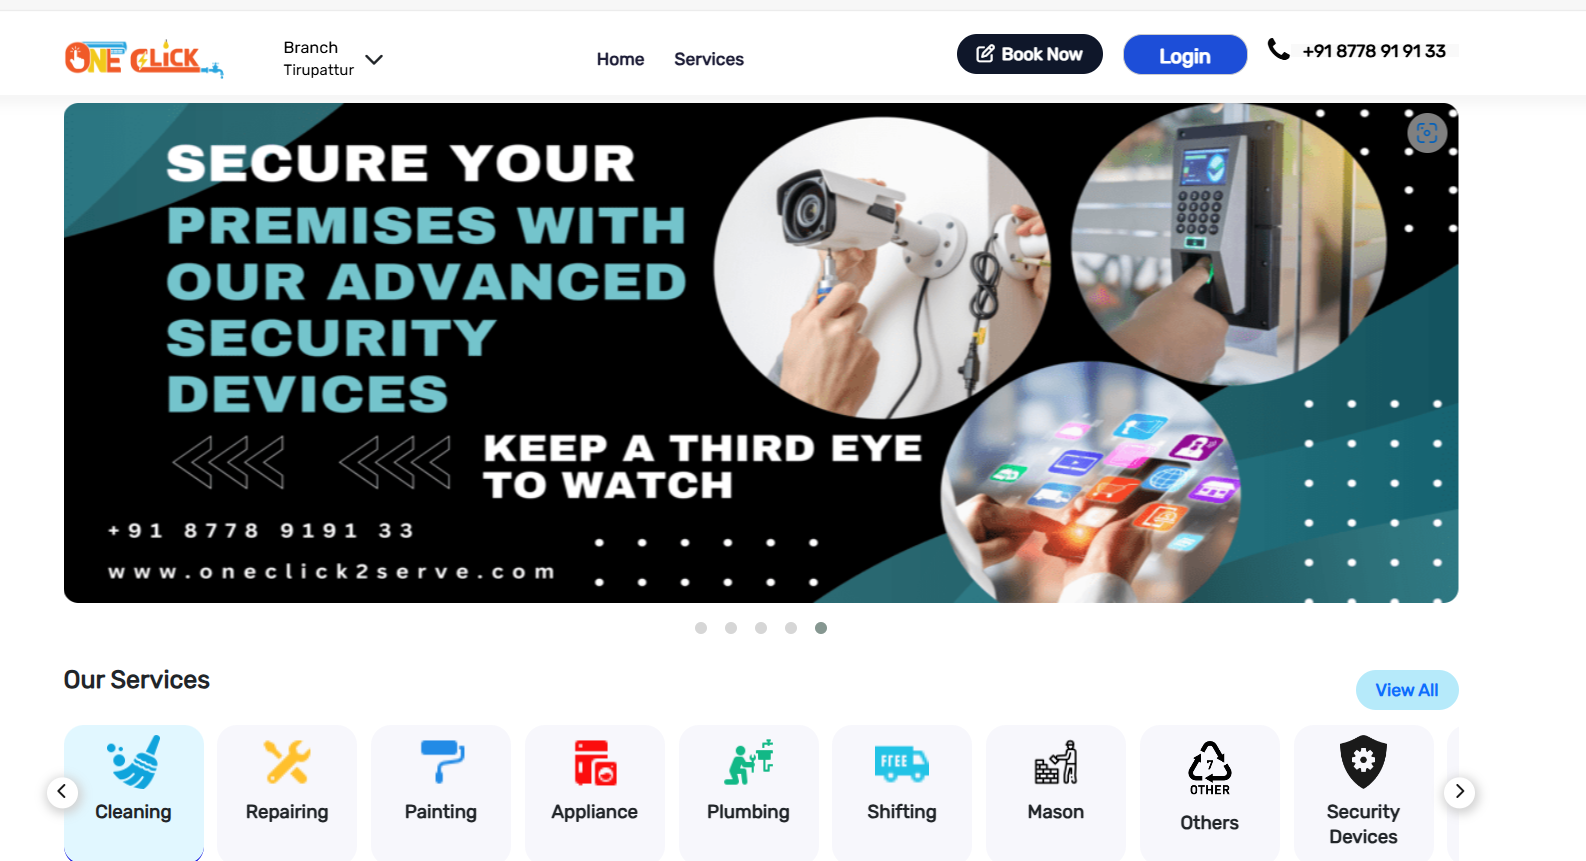 ONE CLICK
Branch
Tirupattur
Home
Services
Book Now
Login
+91 8778 91 91 33
SECURE YOUR
PREMISES WITH
OUR ADVANCED
SECURITY
DEVICES
KEEP A THIRD EYE
TO WATCH
+91 8778 9191 33
www.oneclick2serve.com
Our Services
View All
Cleaning
Repairing
Painting
Appliance
Plumbing
FREE
Shifting
Mason
7
OTHER
Others
Security
Devices